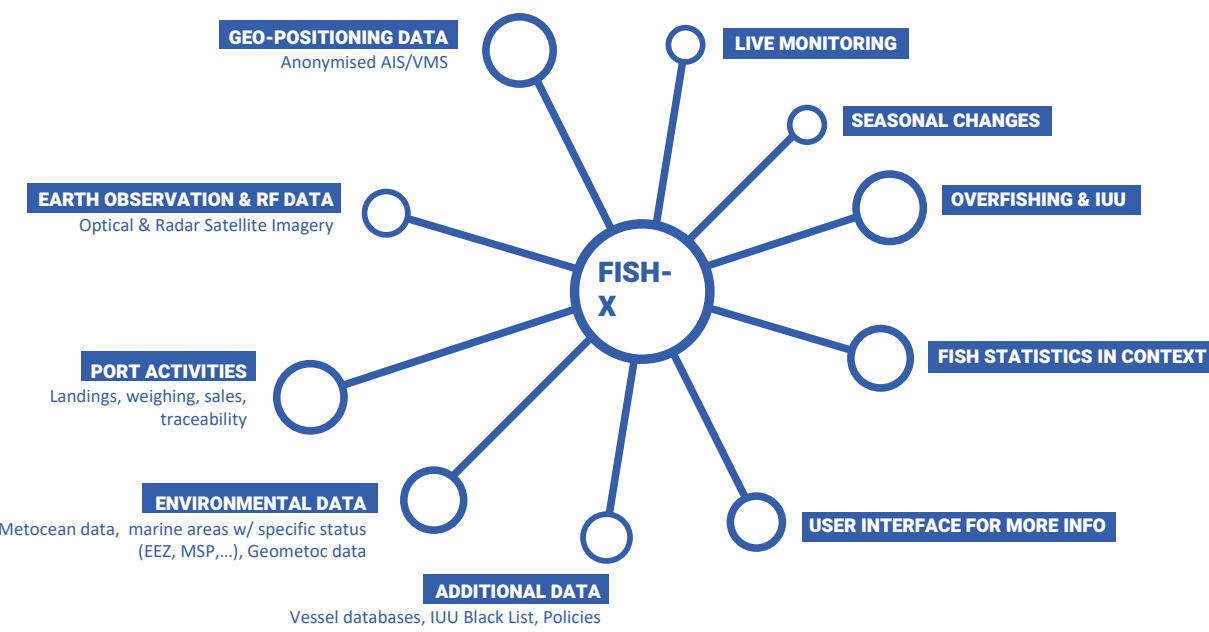 GEO-POSITIONING DATA
Anonymised AIS/VMS
LIVE MONITORING
SEASONAL CHANGES
EARTH OBSERVATION & RF DATA
Optical & Radar Satellite Imagery
OVERFISHING & IUU
FISH-
X
PORT ACTIVITIES
Landings, weighing, sales,
traceability
FISH STATISTICS IN CONTEXT
ENVIRONMENTAL DATA
Metocean data, marine areas w/ specific status
(EEZ, MSP,...), Geometoc data
USER INTERFACE FOR MORE INFO
ADDITIONAL DATA
Vessel databases, IUU Black List, Policies